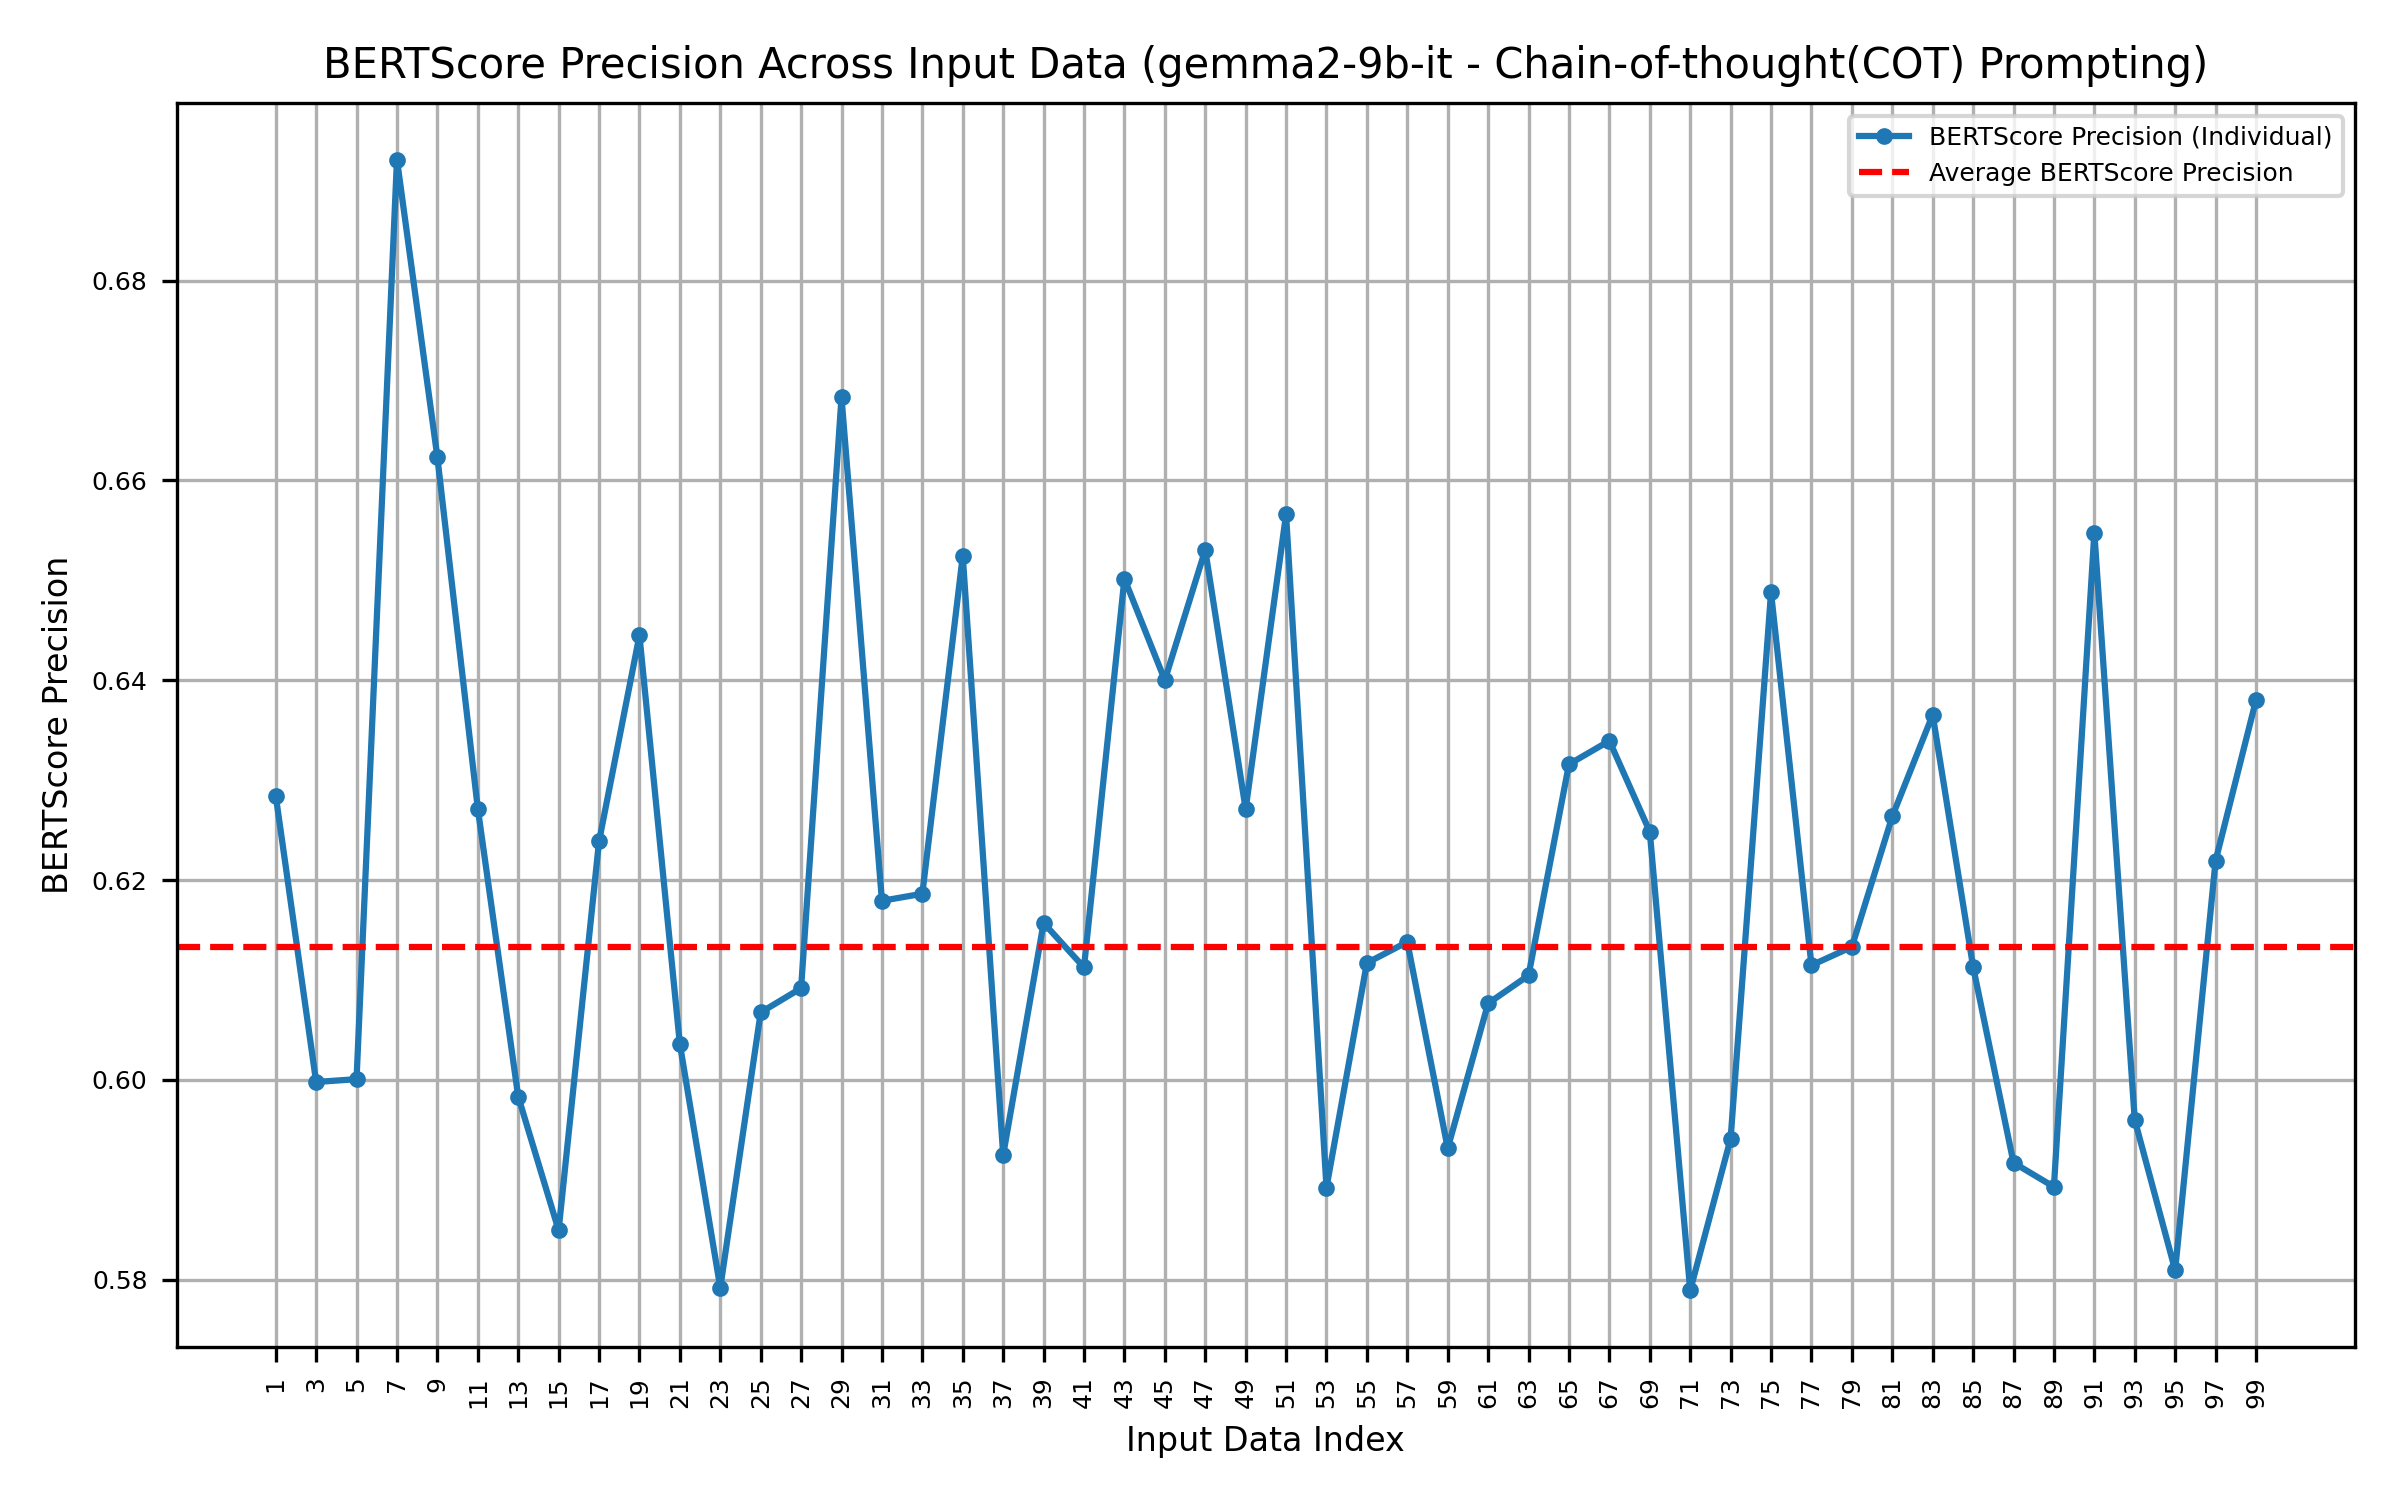 BERTScore Precision Across Input Data (gemma2-9b-it - Chain-of-thought(COT) Prompting)
BERTScore Precision (Individual)
Average BERTScore Precision
0.68
0.66
0.64
0.62
0.60
0.58
BERTScore Precision
1 3 5 7 9 11 13 15 17 19 21 23 25 27 29 31 33 35 37 39 41 43 45 47 49 51 53 55 57 59 61 63 65 67 69 71 73 75 77 79 81 83 85 87 89 91 93 95 97 99
Input Data Index